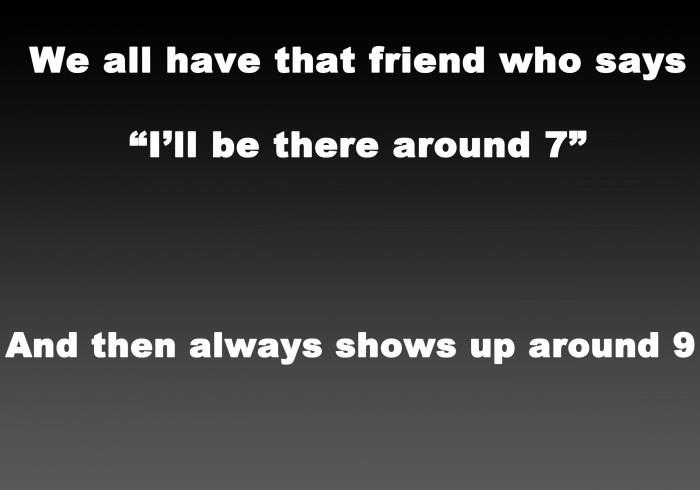 We all have that friend who says
“I’ll be there around 7”
And then always shows up around 9